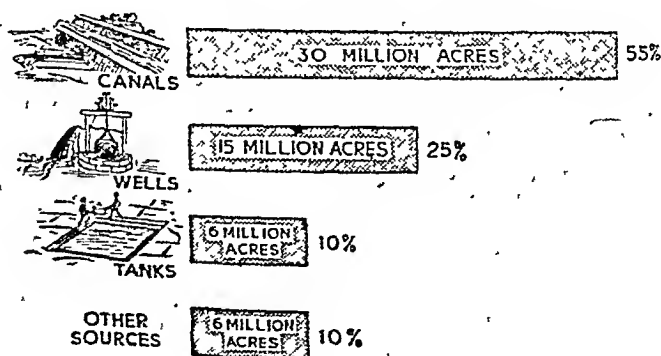 30 MILLION ACRES 55%
CANALS
15 MILLION ACRES 25%
WELLS
6 MILLION
ACRES 10%
TANKS
OTHER
SOURCES
6 MILLION
ACRES 10%